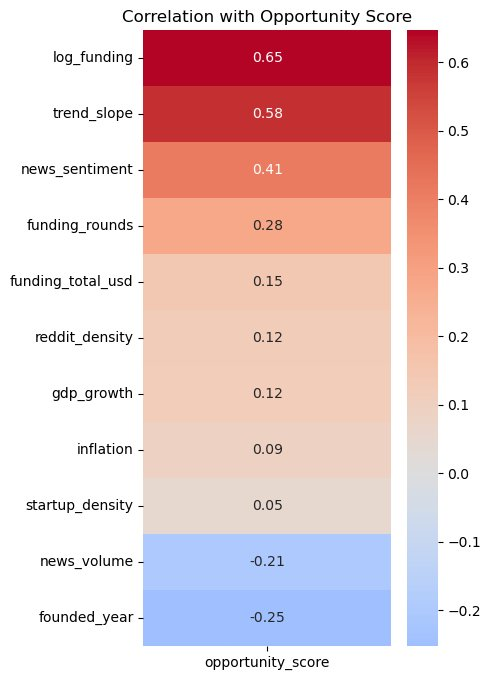 Correlation with Opportunity Score
log_funding 0.65
trend_slope 0.58
news_sentiment 0.41
funding_rounds 0.28
funding_total_usd 0.15
reddit_density 0.12
gdp_growth 0.12
inflation 0.09
startup_density 0.05
news_volume -0.21
founded_year -0.25
opportunity_score
0.6
0.5
0.4
0.3
0.2
0.1
0.0
−0.1
−0.2